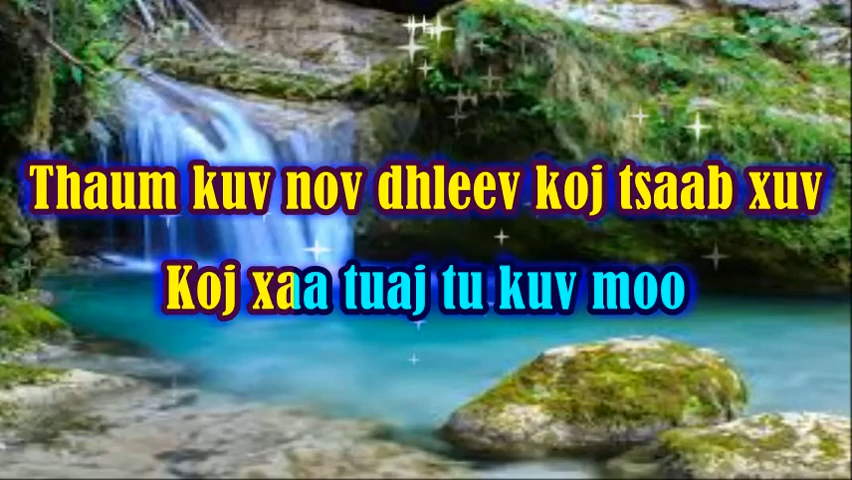 Thaum kuv nov dhleev koj tsaab xuv
Koj xaa tuaj tu kuv moo